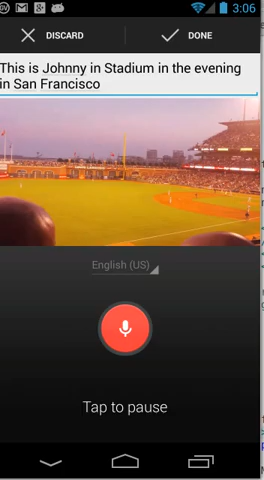 3:06
DISCARD
DONE
This is Johnny in Stadium in the evening
in San Francisco
English (US)
Tap to pause